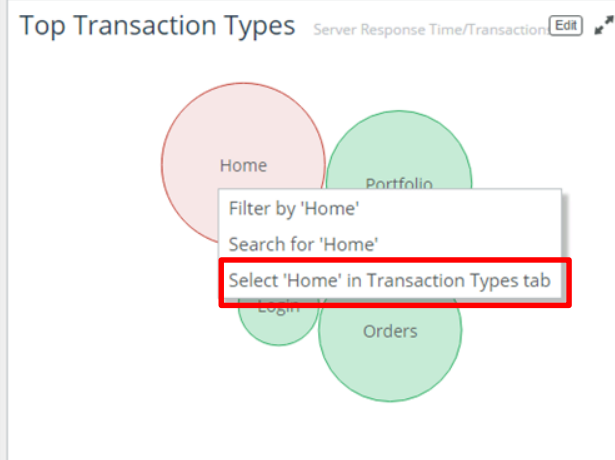 Top Transaction Types Server Response Time/Transaction Edit
Home
Portfolio
Filter by 'Home'
Search for 'Home'
Select 'Home' in Transaction Types tab
Login
Orders